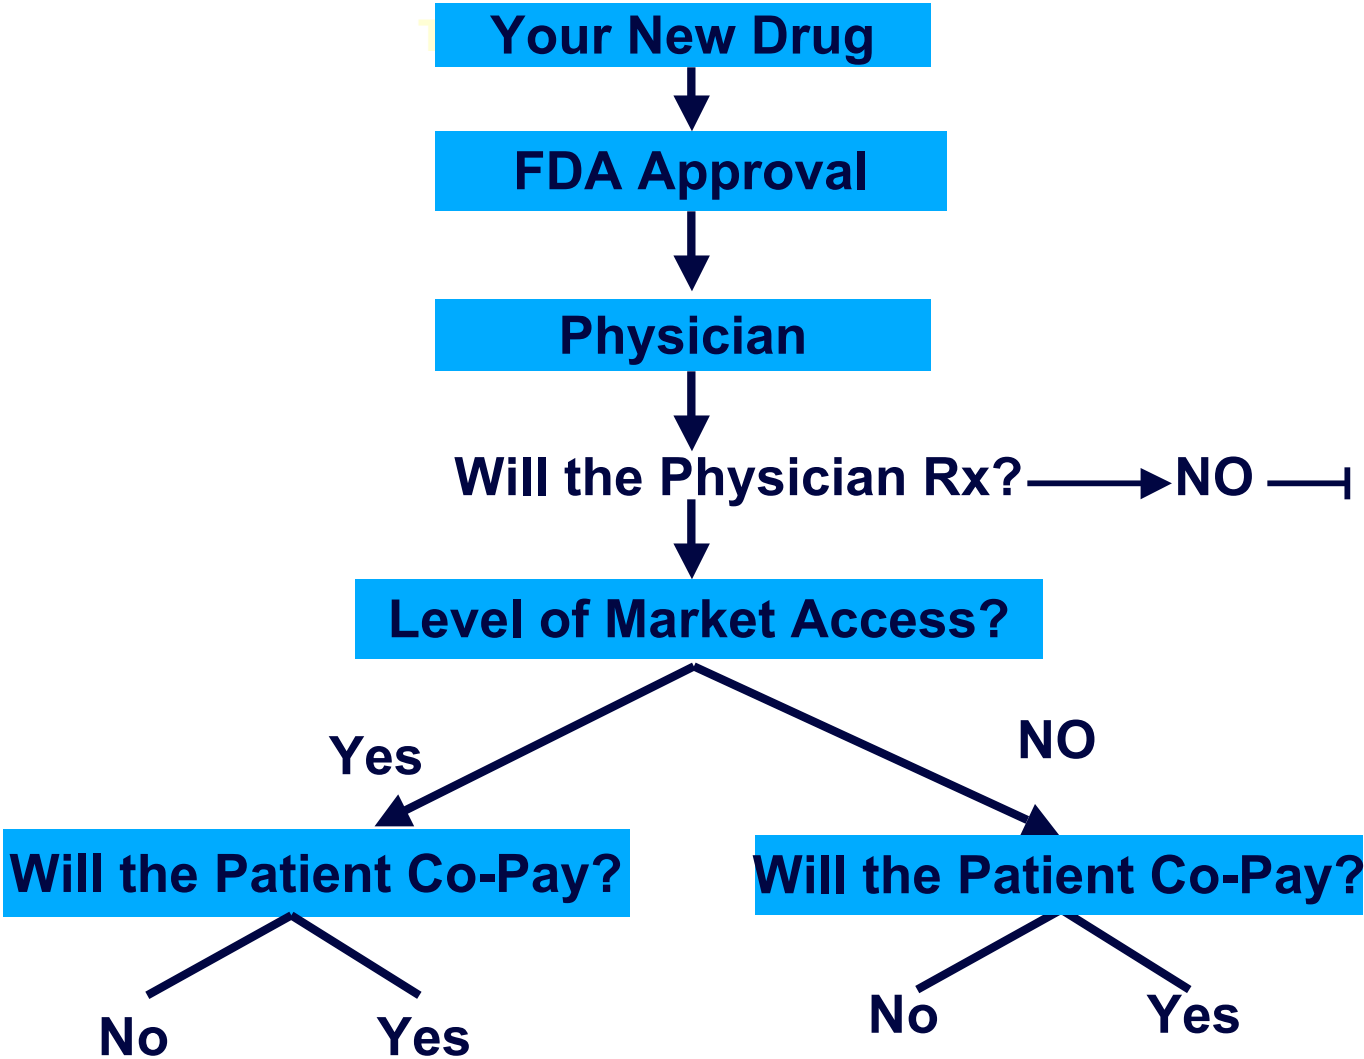 Your New Drug
FDA Approval
Physician
Will the Physician Rx?
NO
Level of Market Access?
Yes
NO
Will the Patient Co-Pay?
Will the Patient Co-Pay?
No
Yes
No
Yes